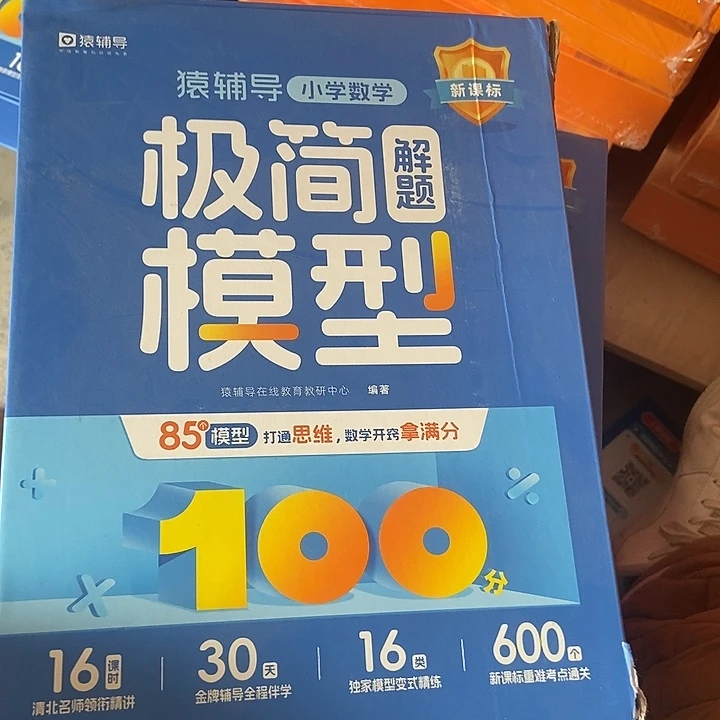 猿辅导
猿辅导 小学数学
新课标
极简解题
模型
猿辅导在线教育教研中心 编著
85个模型 打通思维，数学开窍拿满分
100分
16课时
清北名师领衔精讲
30天
金牌辅导全程伴学
16类
独家模型变式精练
600个
新课标重难考点通关